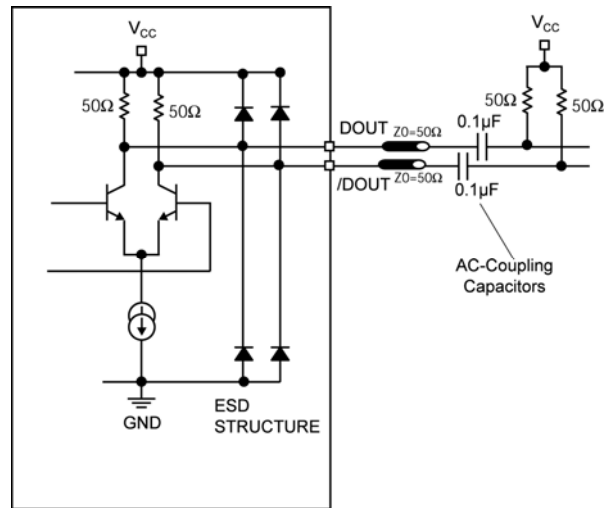 VCC
VCC
50Ω
50Ω
50Ω
50Ω
0.1µF
DOUT
Z0=50Ω
/DOUT
Z0=50Ω
0.1µF
AC-Coupling
Capacitors
GND
ESD
STRUCTURE